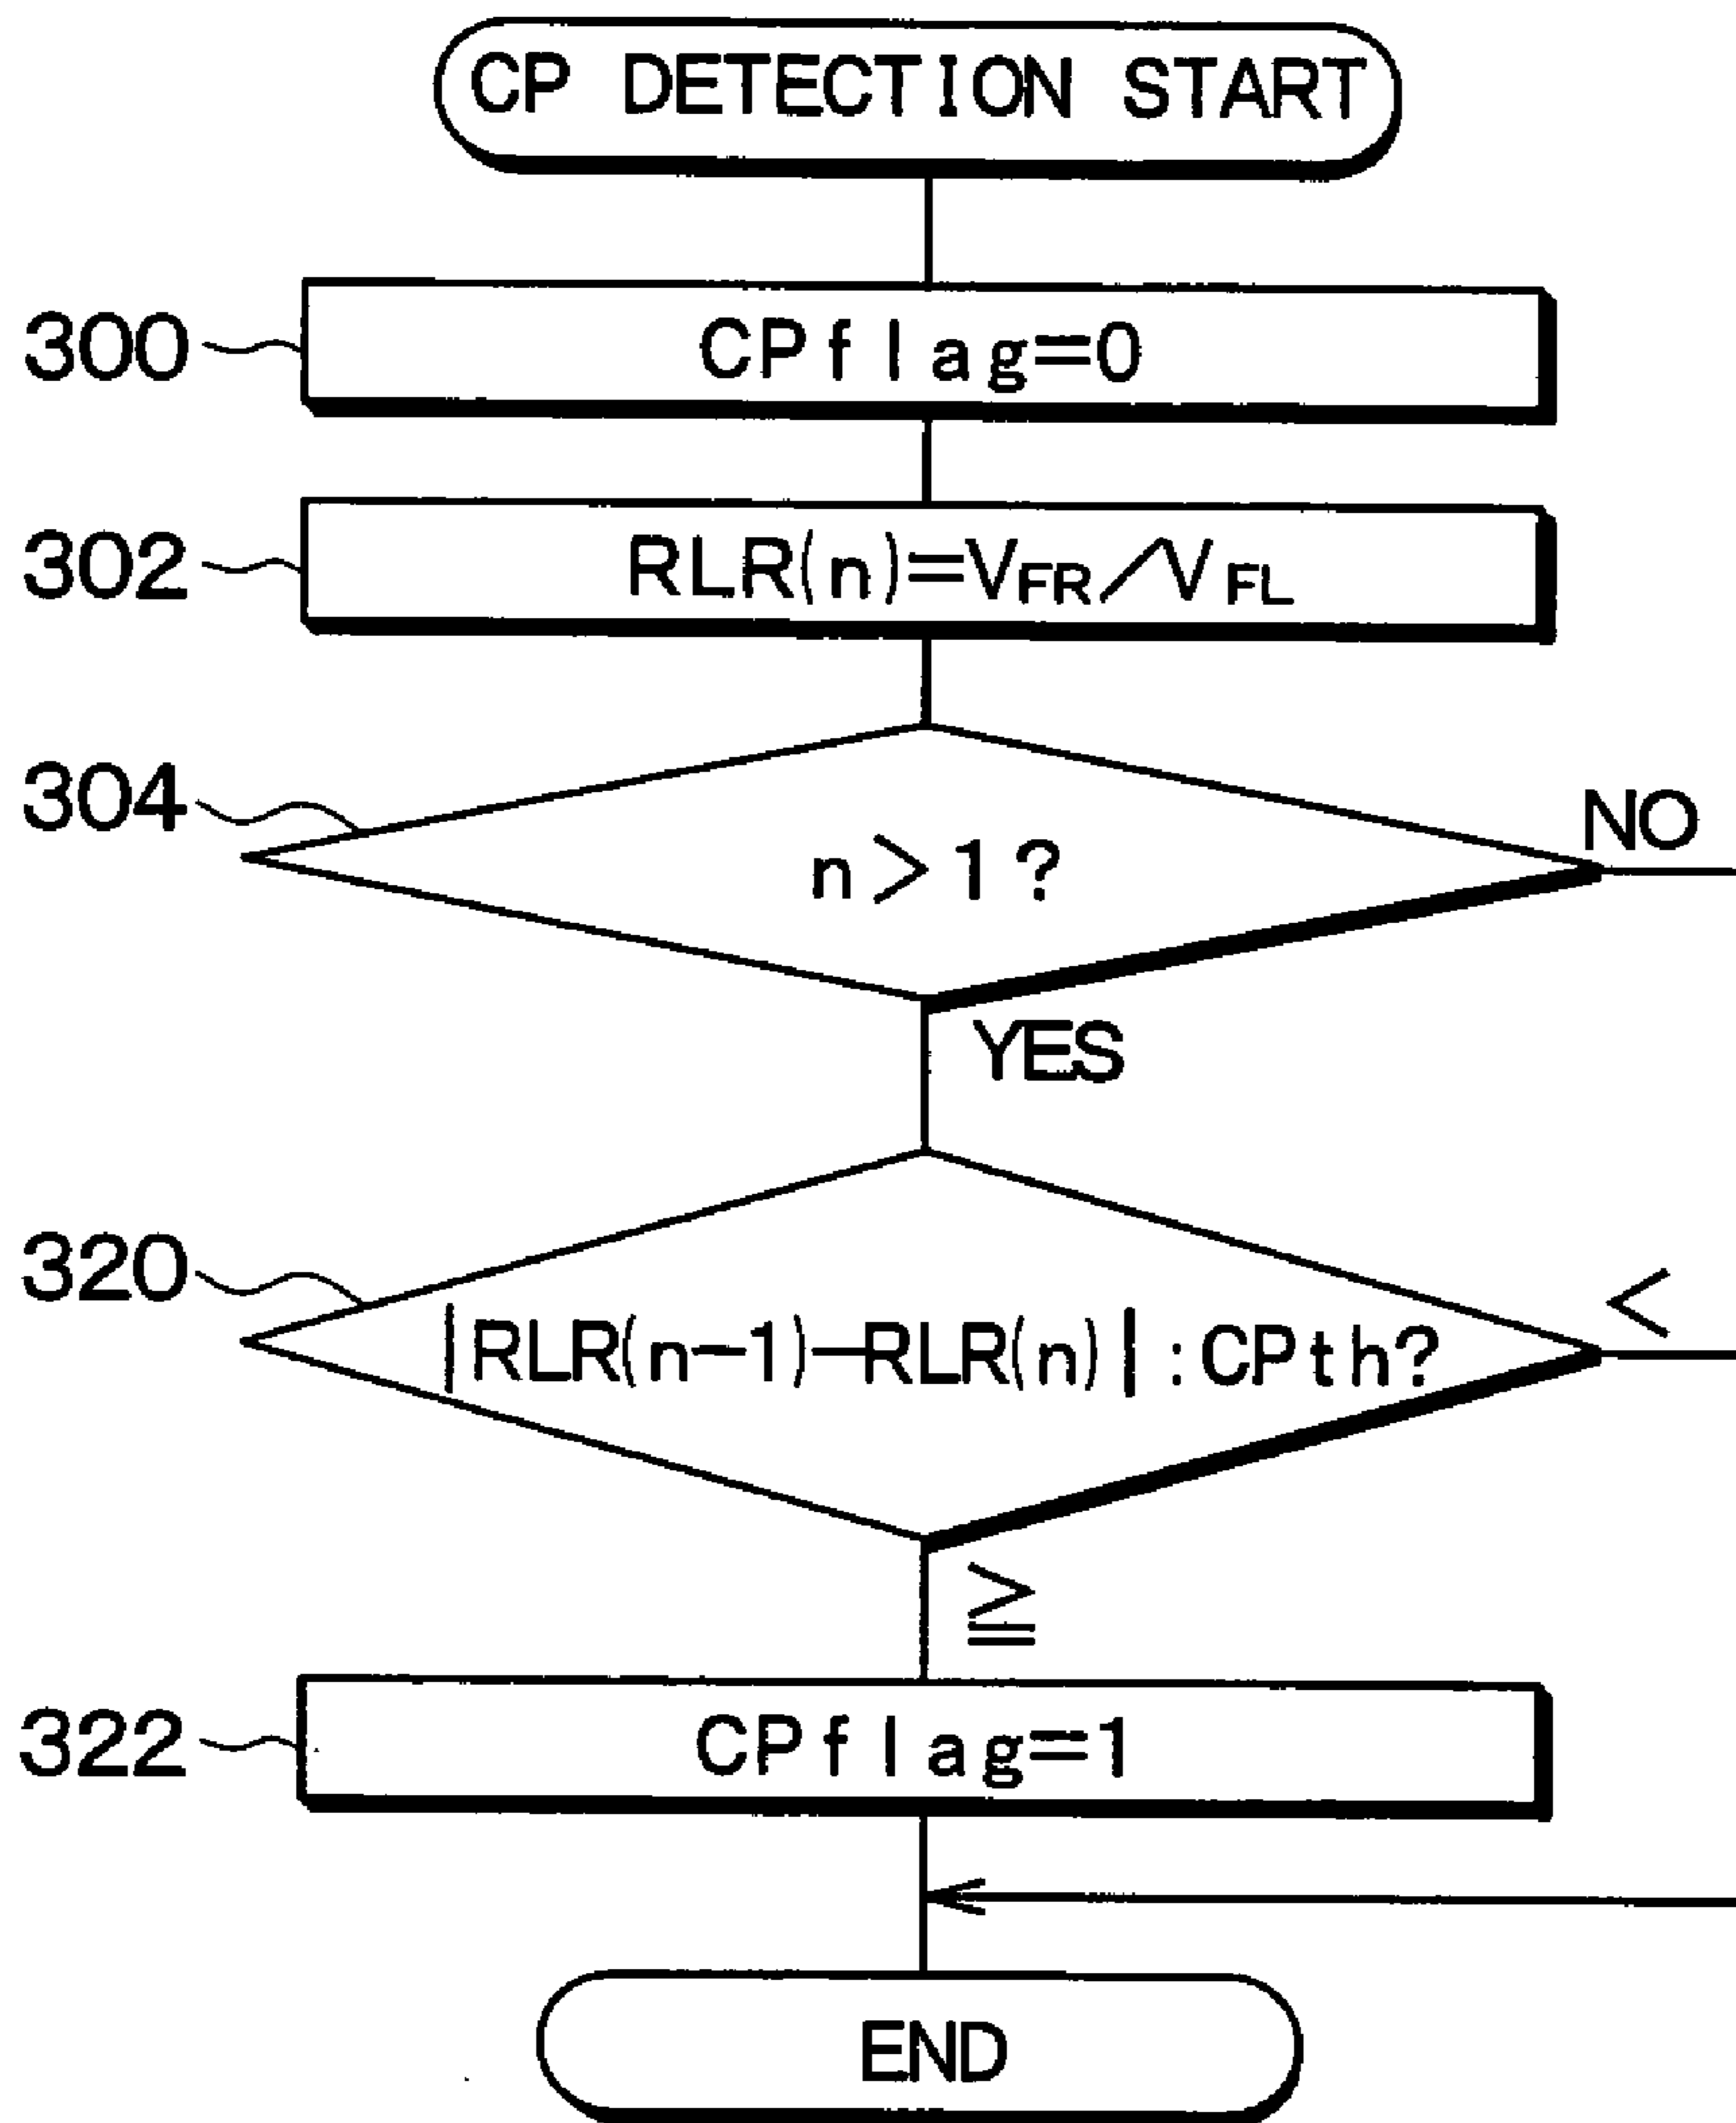 CP DETECTION START
300
CPflag=0
302
RLR(n)=VFR/VFL
304
n>1?
NO
YES
320
|RLR(n-1)-RLR(n)|:CPth?
<
≧
322
CPflag=1
END